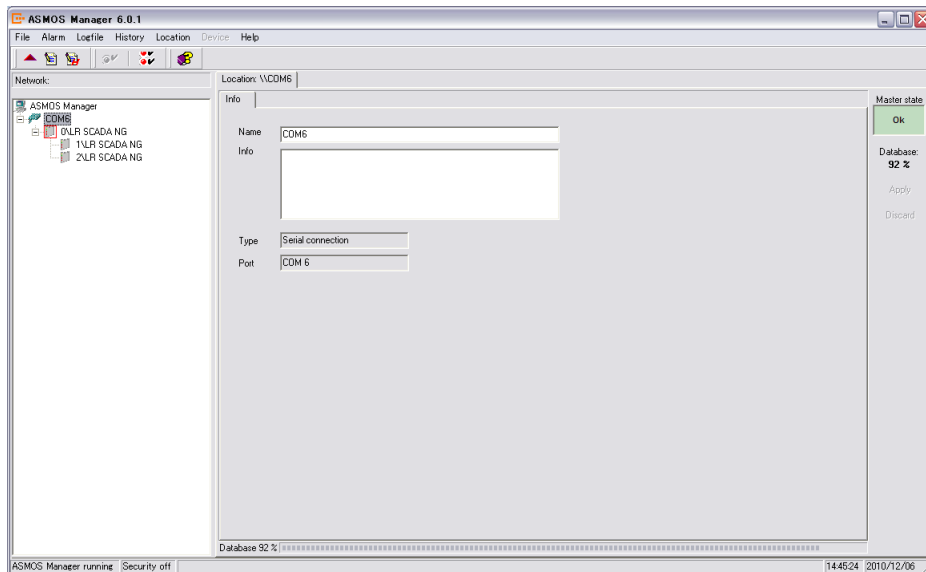 ASMOS Manager 6.0.1
File Alarm Logfile History Location Device Help
Network:
ASMOS Manager
COM6
0\LR SCADA NG
1\LR SCADA NG
2\LR SCADA NG
Location: \\COM6
Info
Name COM6
Info
Type Serial connection
Port COM 6
Master state
Ok
Database:
92 %
Apply
Discard
Database 92 %
ASMOS Manager running Security off 14:45:24 2010/12/06